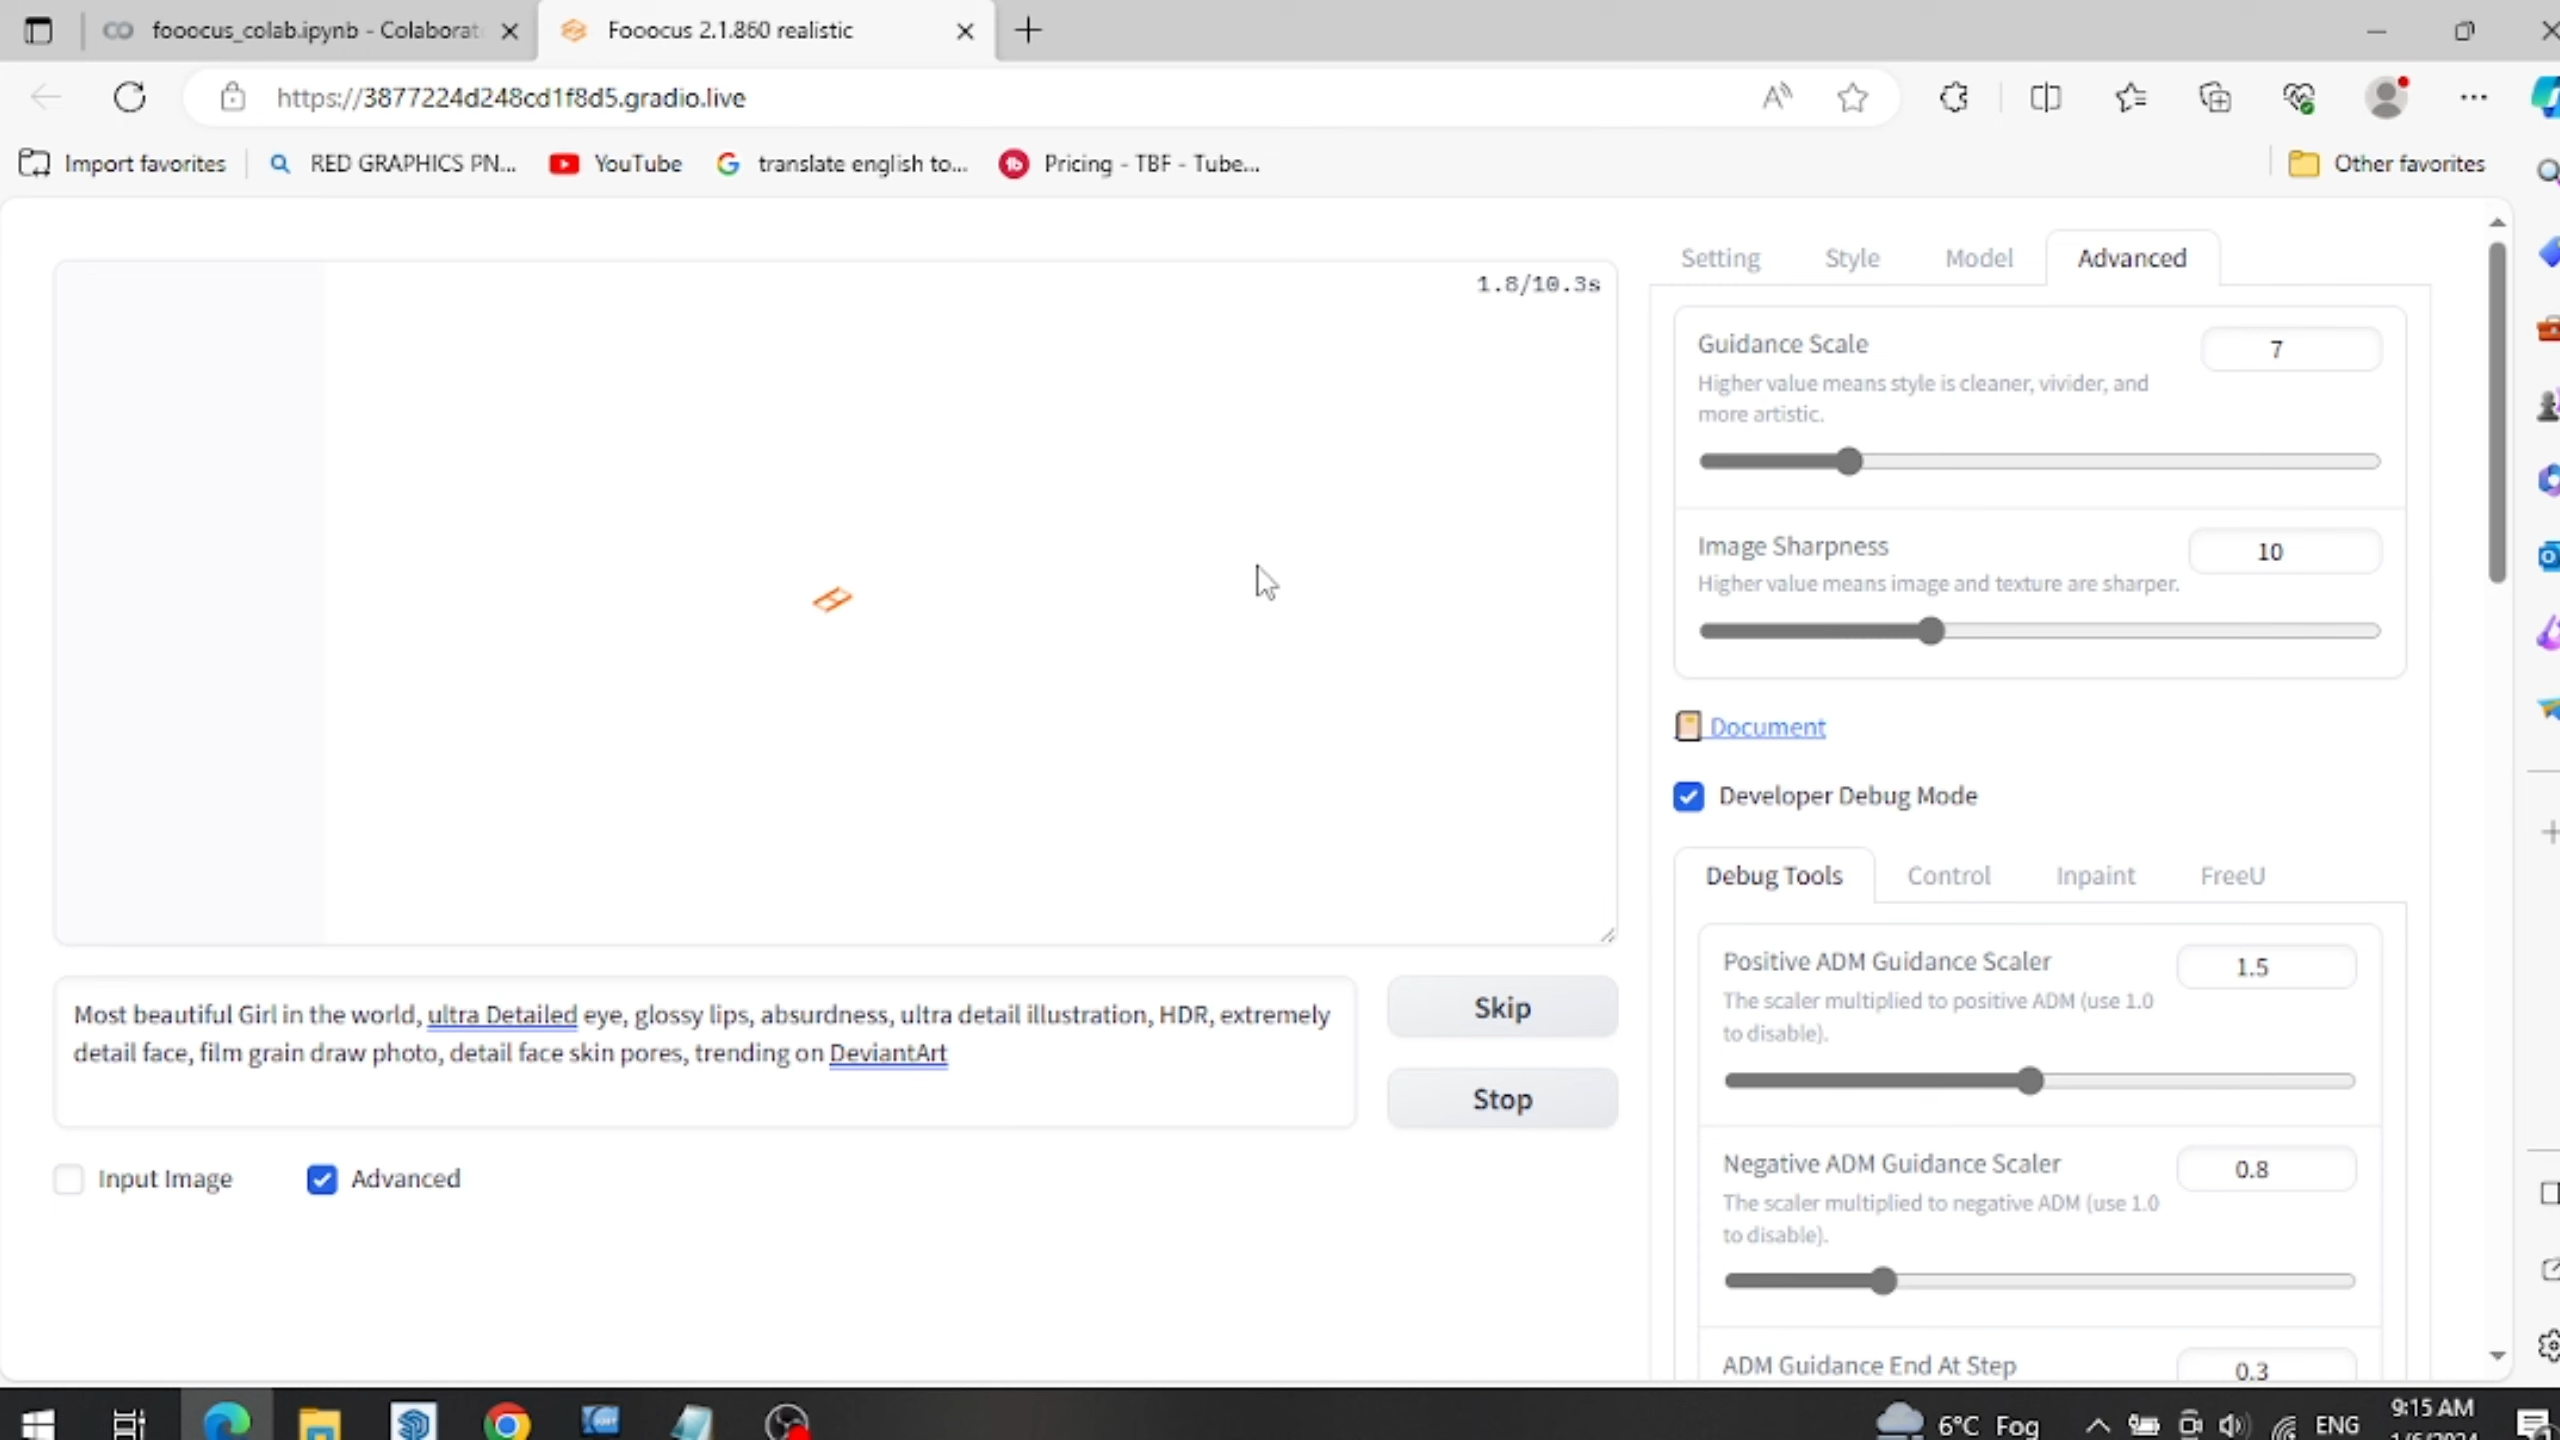 fooocus_colab.ipynb - Colaborat
Fooocus 2.1.860 realistic
https://3877224d248cd1f8d5.gradio.live
Import favorites
RED GRAPHICS PN...
YouTube
translate english to...
Pricing - TBF - Tube...
Other favorites
1.8/10.3s
Setting
Style
Model
Advanced
Guidance Scale
7
Higher value means style is cleaner, vivider, and
more artistic.
Image Sharpness
10
Higher value means image and texture are sharper.
Document
Developer Debug Mode
Debug Tools
Control
Inpaint
FreeU
Positive ADM Guidance Scaler
1.5
The scaler multiplied to positive ADM (use 1.0
to disable).
Negative ADM Guidance Scaler
0.8
The scaler multiplied to negative ADM (use 1.0
to disable).
ADM Guidance End At Step
0.3
Most beautiful Girl in the world, ultra Detailed eye, glossy lips, absurdness, ultra detail illustration, HDR, extremely
detail face, film grain draw photo, detail face skin pores, trending on DeviantArt
Skip
Stop
Input Image
Advanced
6°C Fog
ENG
9:15 AM
1/6/2024